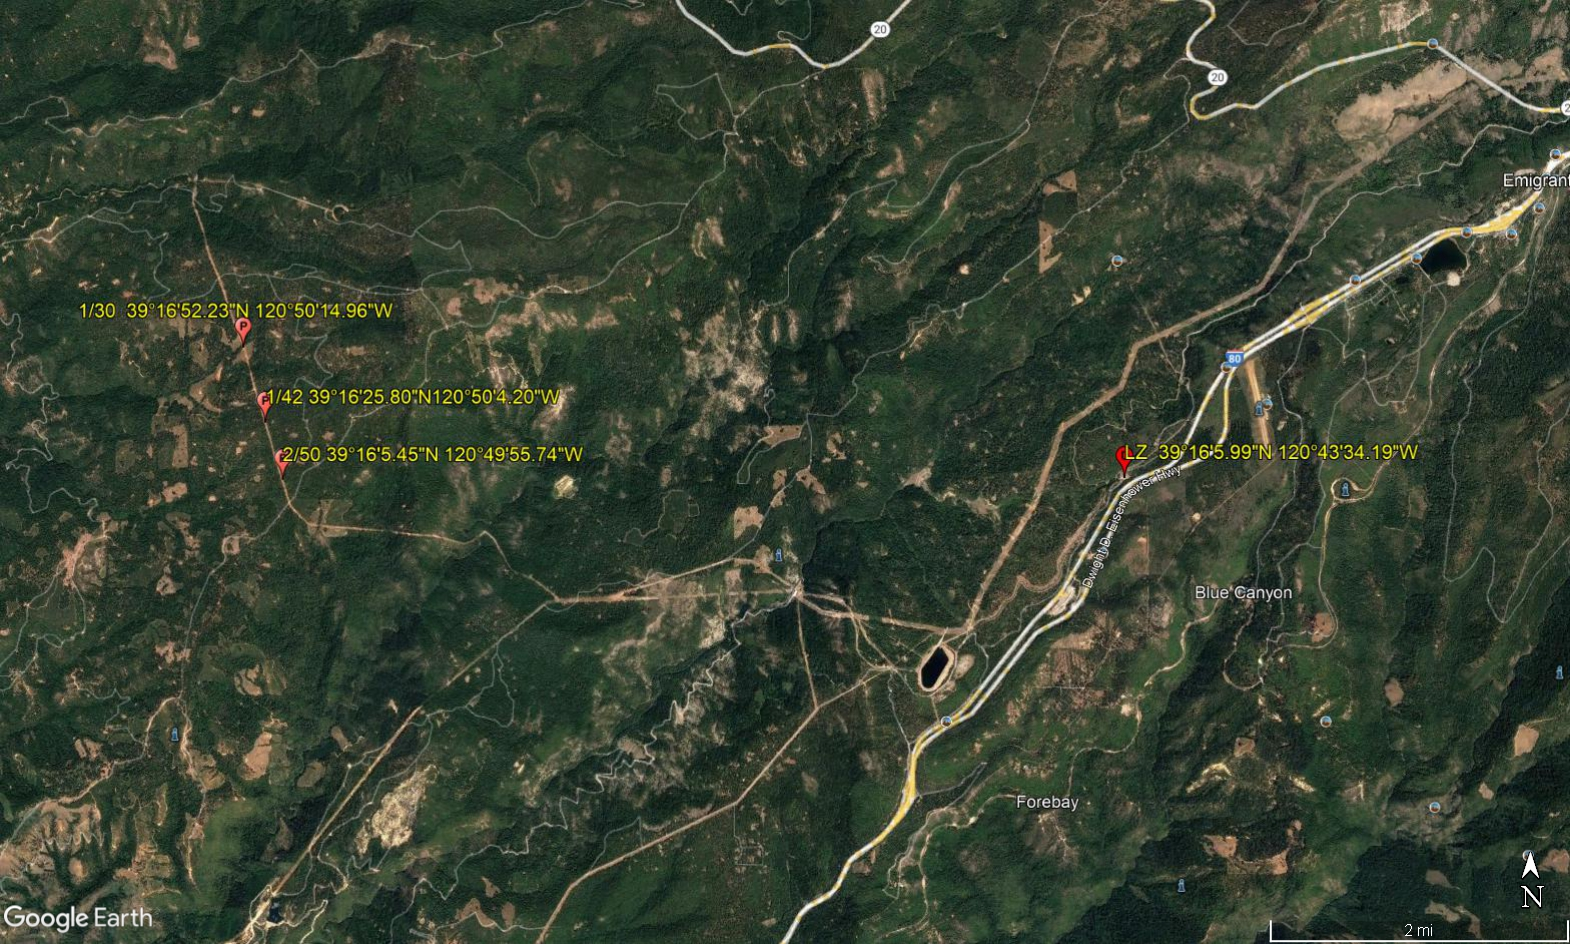 20
20
2
Emigrant
1/30  39°16'52.23"N 120°50'14.96"W
80
1/42 39°16'25.80"N120°50'4.20"W
2/50 39°16'5.45"N 120°49'55.74"W
LZ  39°16'5.99"N 120°43'34.19"W
Dwight D. Eisenhower Hwy
Blue Canyon
Forebay
N
Google Earth
2 mi